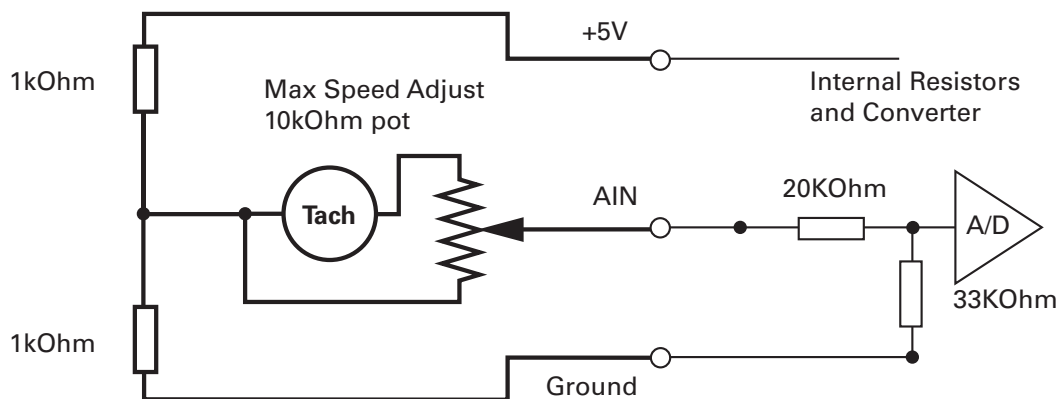 +5V
1kOhm
Internal Resistors
and Converter
Max Speed Adjust
10kOhm pot
Tach
AIN
20KOhm
A/D
33KOhm
1kOhm
Ground